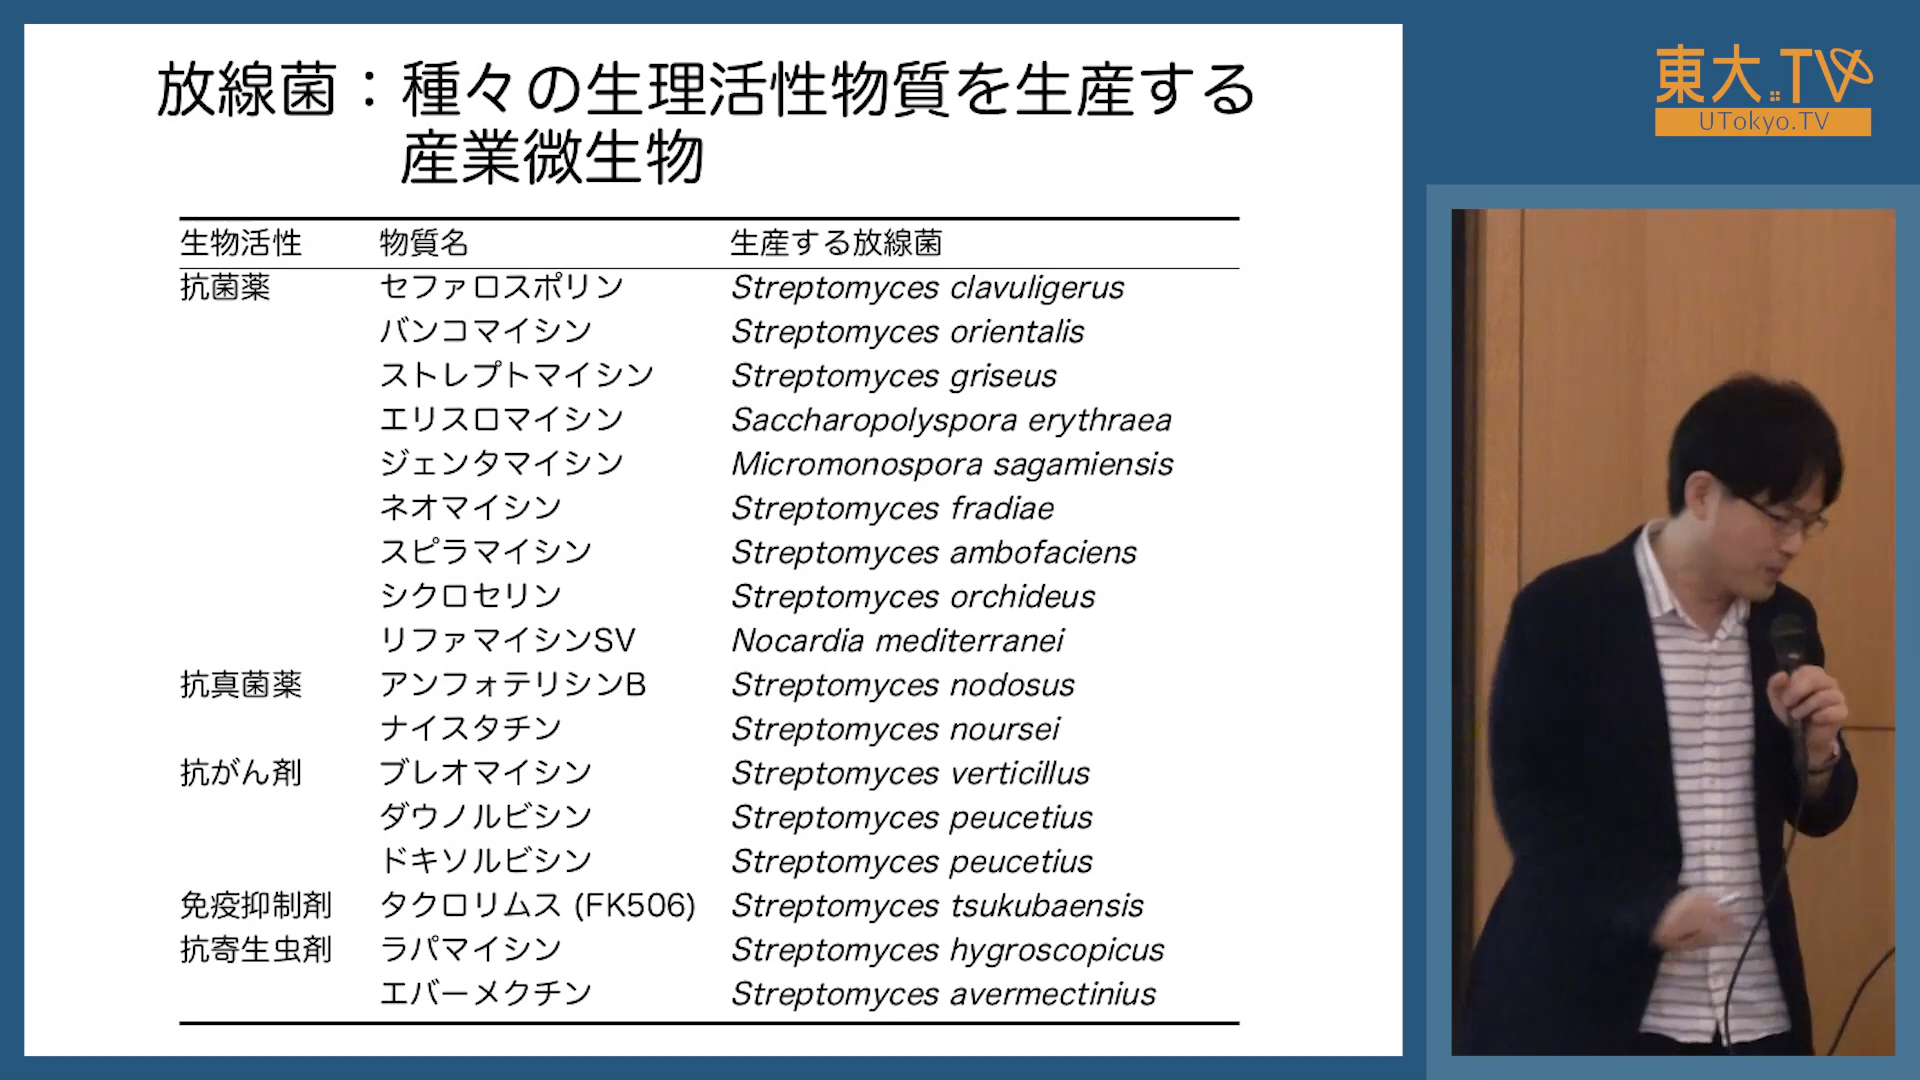 放線菌：種々の生理活性物質を生産する
産業微生物
生物活性 物質名 生産する放線菌
抗菌薬 セファロスポリン Streptomyces clavuligerus
バンコマイシン Streptomyces orientalis
ストレプトマイシン Streptomyces griseus
エリスロマイシン Saccharopolyspora erythraea
ジェンタマイシン Micromonospora sagamiensis
ネオマイシン Streptomyces fradiae
スピラマイシン Streptomyces ambofaciens
シクロセリン Streptomyces orchideus
リファマイシンSV Nocardia mediterranei
抗真菌薬 アンフォテリシンB Streptomyces nodosus
ナイスタチン Streptomyces noursei
抗がん剤 ブレオマイシン Streptomyces verticillus
ダウノルビシン Streptomyces peucetius
ドキソルビシン Streptomyces peucetius
免疫抑制剤 タクロリムス (FK506) Streptomyces tsukubaensis
抗寄生虫剤 ラパマイシン Streptomyces hygroscopicus
エバーメクチン Streptomyces avermectinius
東大TV
UTokyo.TV